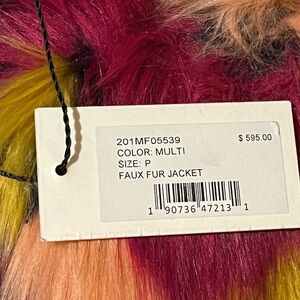 201MF05539 $ 595.00
COLOR: MULTI
SIZE: P
FAUX FUR JACKET
1 90736 47213 1